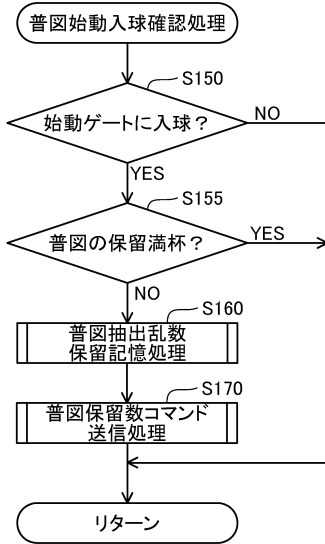 普図始動入球確認処理
S150
始動ゲートに入球？
NO
YES
S155
普図の保留満杯？
YES
NO
S160
普図抽出乱数
保留記憶処理
S170
普図保留数コマンド
送信処理
リターン